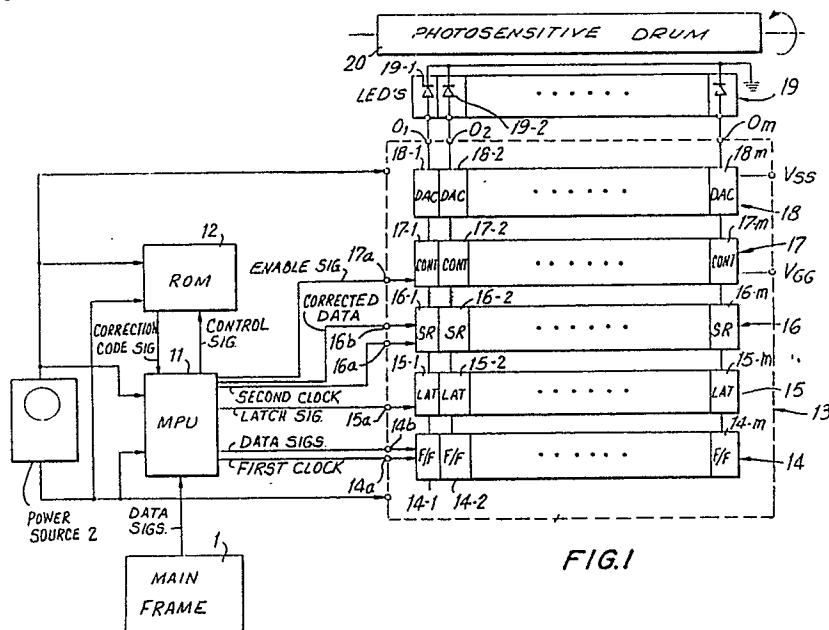 PHOTOSENSITIVE DRUM
20
19-1
LED'S
19
19-2
O1
O2
Om
18-1
18-2
18m
VSS
DAC
DAC
DAC
18
17-1
17-2
17-m
12
ENABLE SIG.
17a
CONT
CONT
CONT
17
ROM
VGG
CORRECTED
DATA
16-1
16-2
16-m
16b
CORRECTION
CODE SIG
CONTROL
SIG.
SR
SR
SR
16
16a
11
15-1
15-2
15-m
SECOND CLOCK
MPU
LATCH SIG.
15a
LAT
LAT
LAT
15
13
14b
14-m
DATA SIGS.
F/F
F/F
F/F
14
FIRST CLOCK
14a
14-1
14-2
POWER
SOURCE 2
DATA
SIGS.
1
MAIN
FRAME
FIG.1